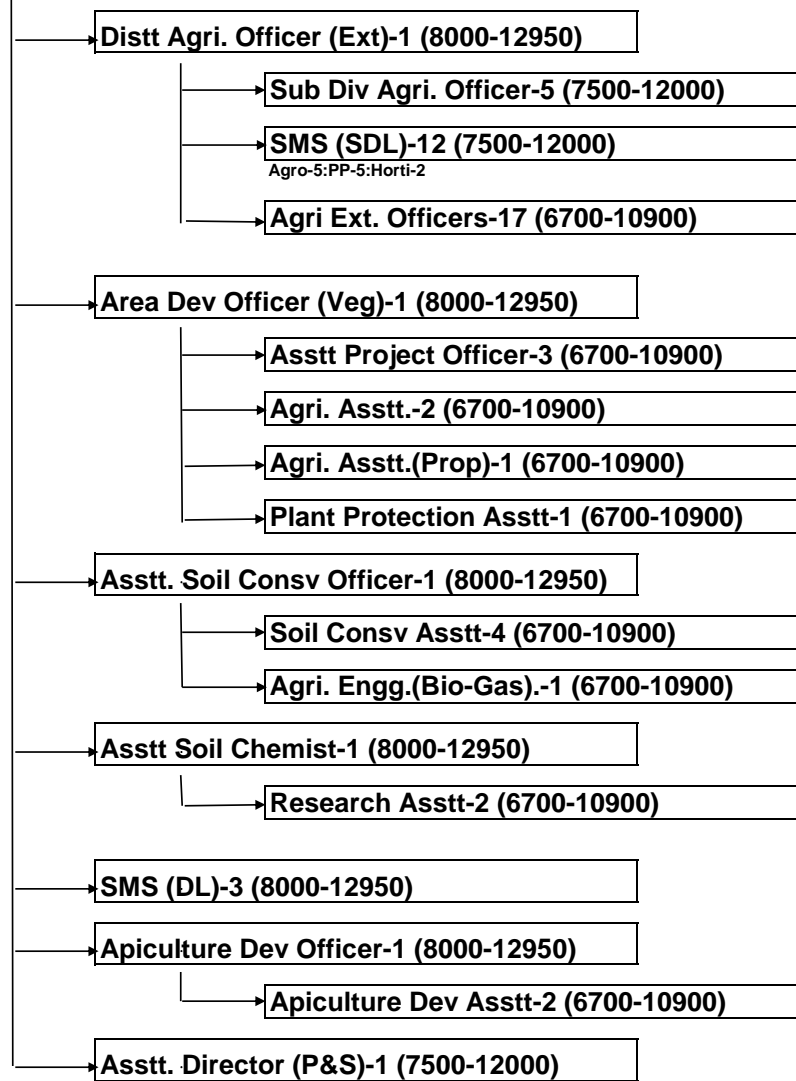 Distt Agri. Officer (Ext)-1 (8000-12950)
Sub Div Agri. Officer-5 (7500-12000)
SMS (SDL)-12 (7500-12000)
Agro-5:PP-5:Horti-2
Agri Ext. Officers-17 (6700-10900)
Area Dev Officer (Veg)-1 (8000-12950)
Asstt Project Officer-3 (6700-10900)
Agri. Asstt.-2 (6700-10900)
Agri. Asstt.(Prop)-1 (6700-10900)
Plant Protection Asstt-1 (6700-10900)
Asstt. Soil Consv Officer-1 (8000-12950)
Soil Consv Asstt-4 (6700-10900)
Agri. Engg.(Bio-Gas).-1 (6700-10900)
Asstt Soil Chemist-1 (8000-12950)
Research Asstt-2 (6700-10900)
SMS (DL)-3 (8000-12950)
Apiculture Dev Officer-1 (8000-12950)
Apiculture Dev Asstt-2 (6700-10900)
Asstt. Director (P&S)-1 (7500-12000)